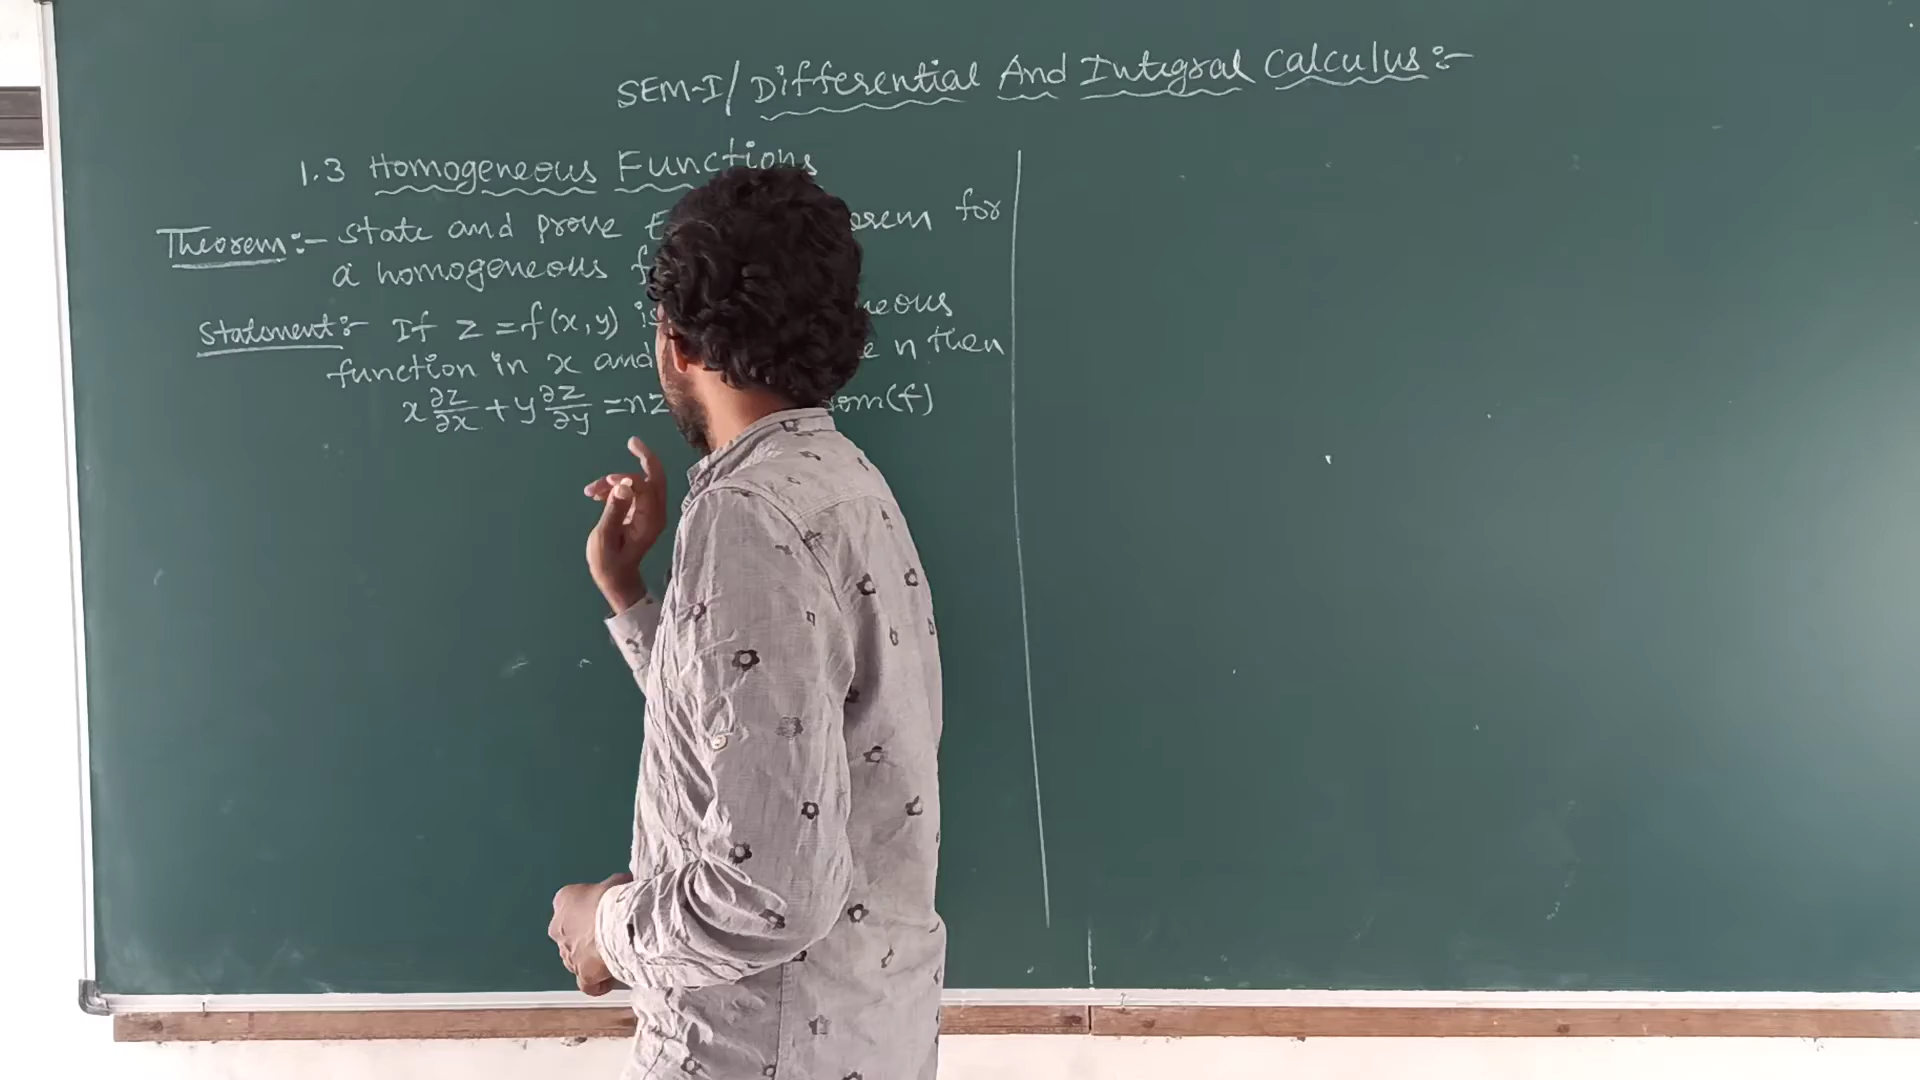 SEM-I/Differential And Integral Calculus:-
1.3 Homogeneous Functions
Theorem:- state and prove for
a homogeneous
Statement:- If z = f(x, y)
function in x and n then
x ∂z/∂x + y ∂z/∂y = nz (f)